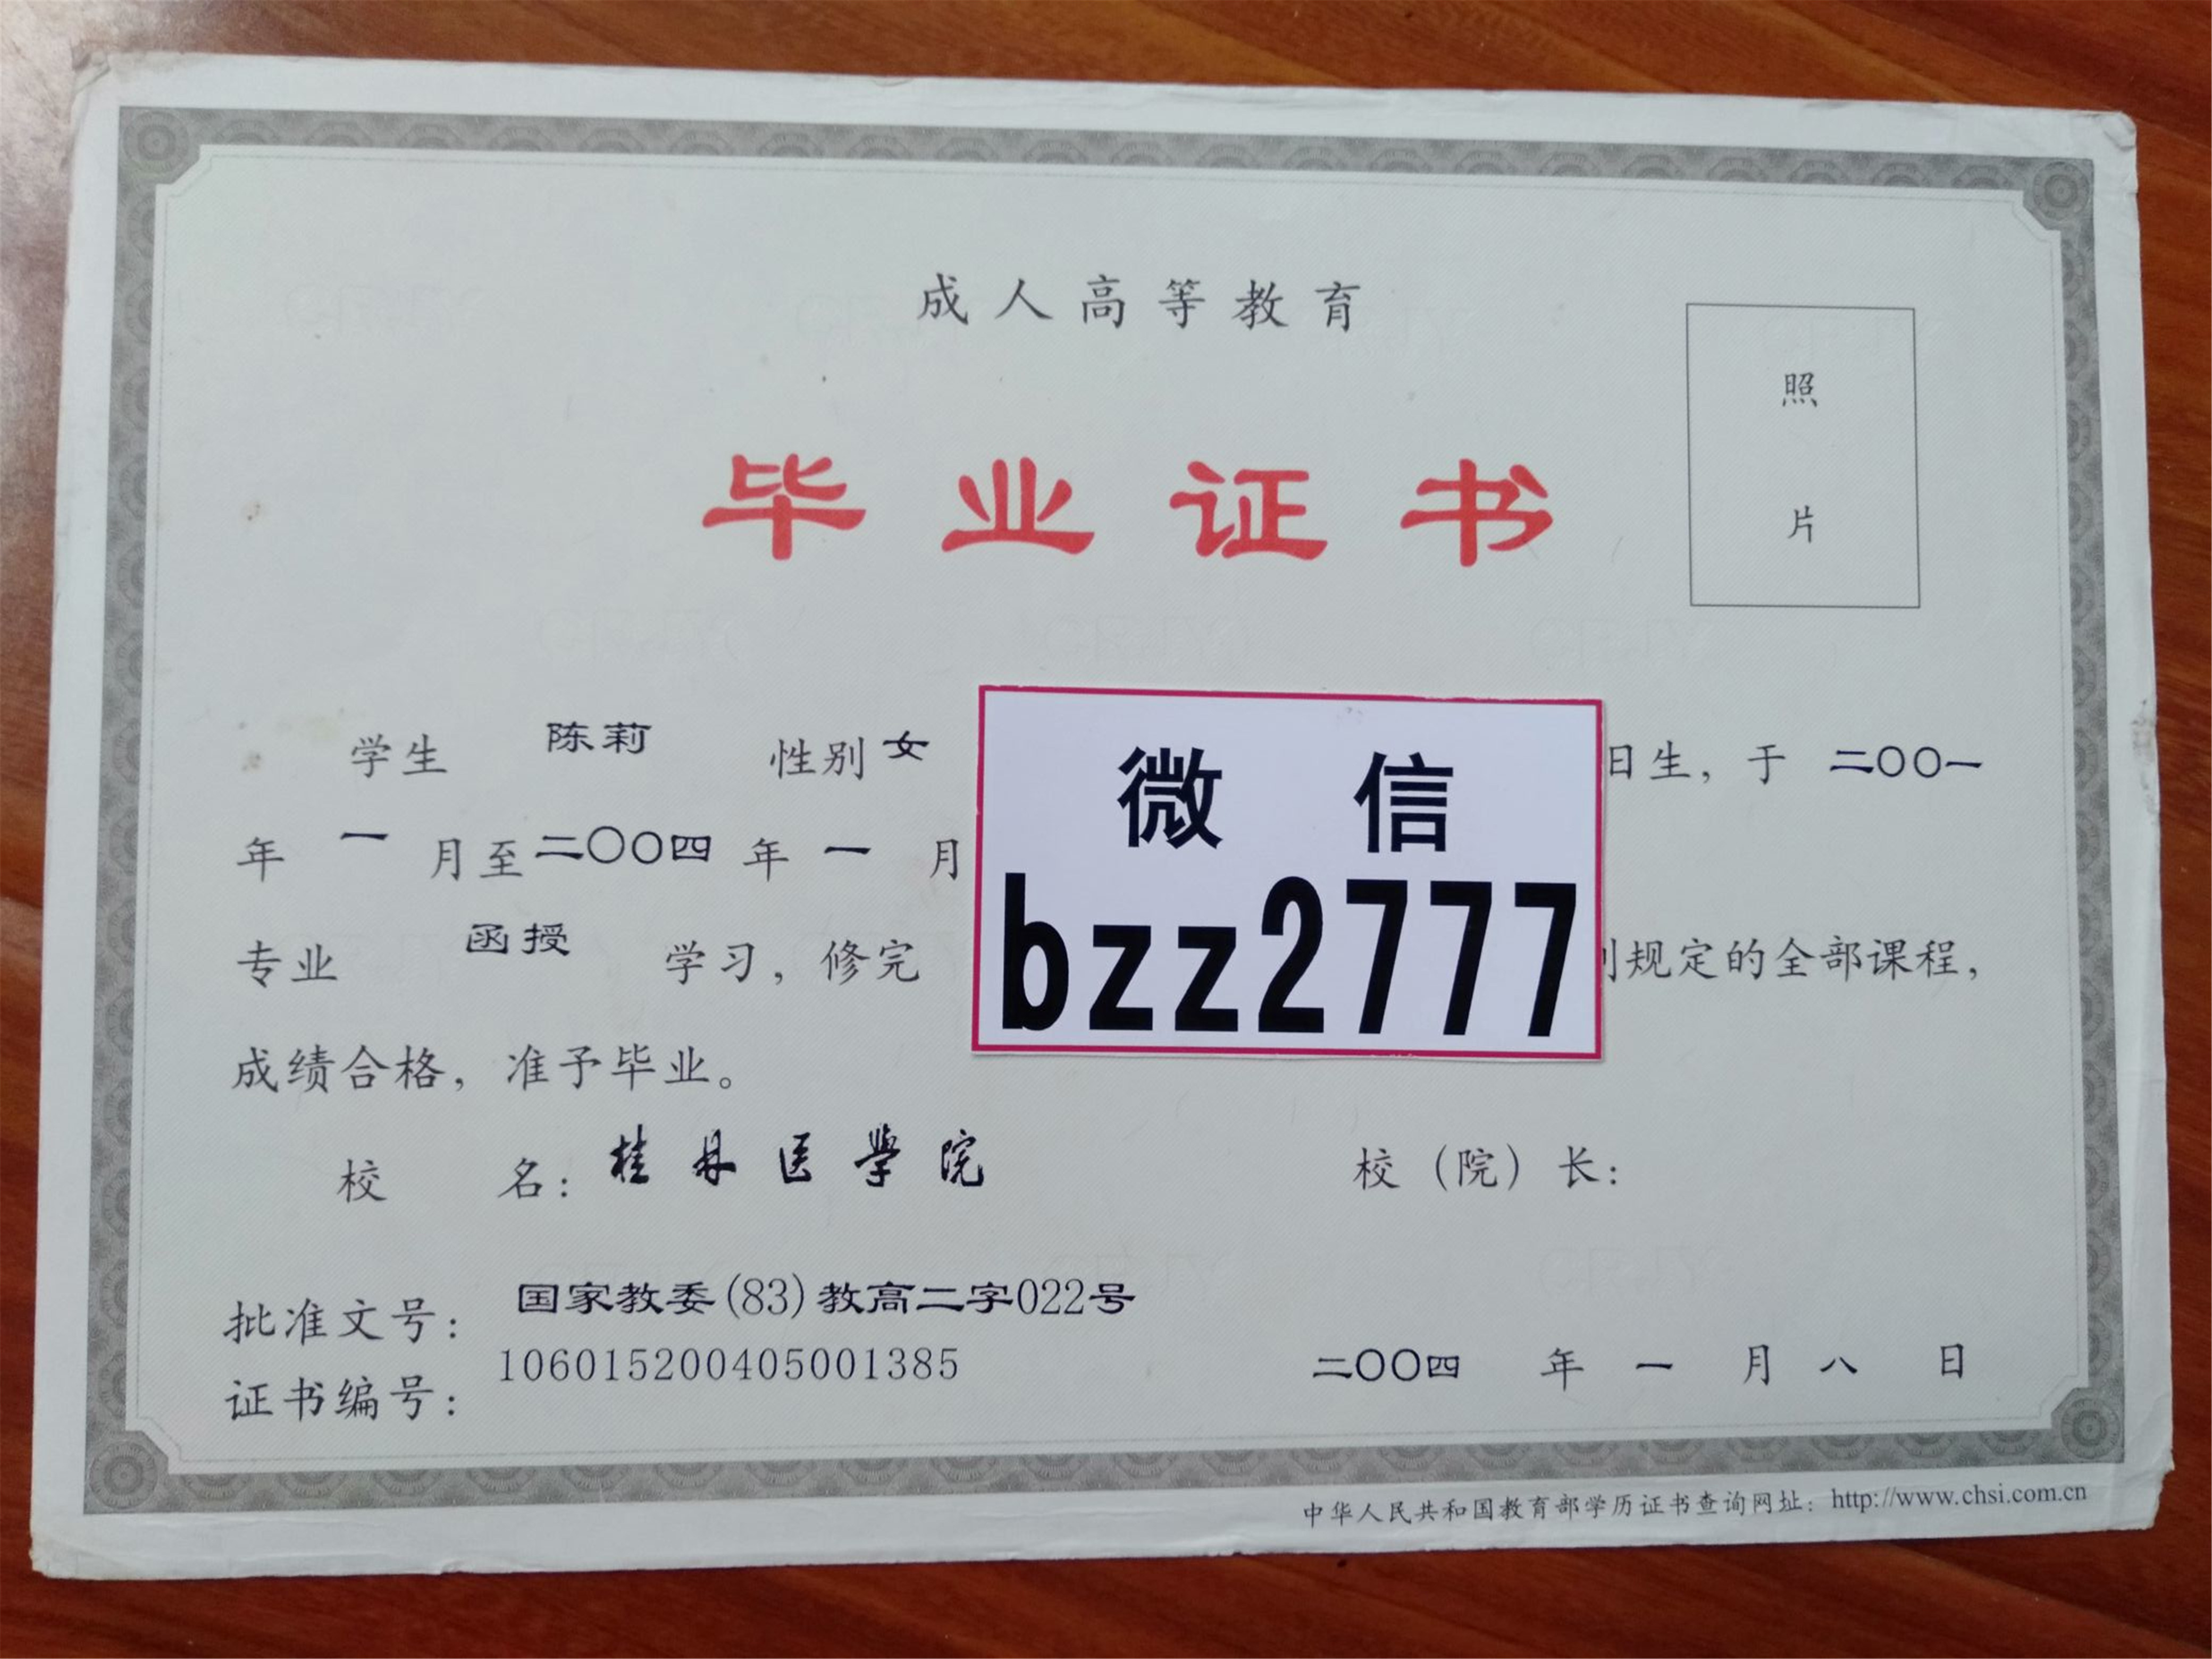 成人高等教育
照
片
毕业证书
学生 陈莉 性别 女 日生，于 二〇〇一
年 一 月至 二〇〇四 年 一 月
专业 函授 学习，修完 划规定的全部课程，
成绩合格，准予毕业。
微 信
bzz2777
校 名：桂林医学院 校（院）长：
批准文号：国家教委(83)教高二字022号
证书编号：106015200405001385
二〇〇四 年 一 月 八 日
中华人民共和国教育部学历证书查询网址：http://www.chsi.com.cn